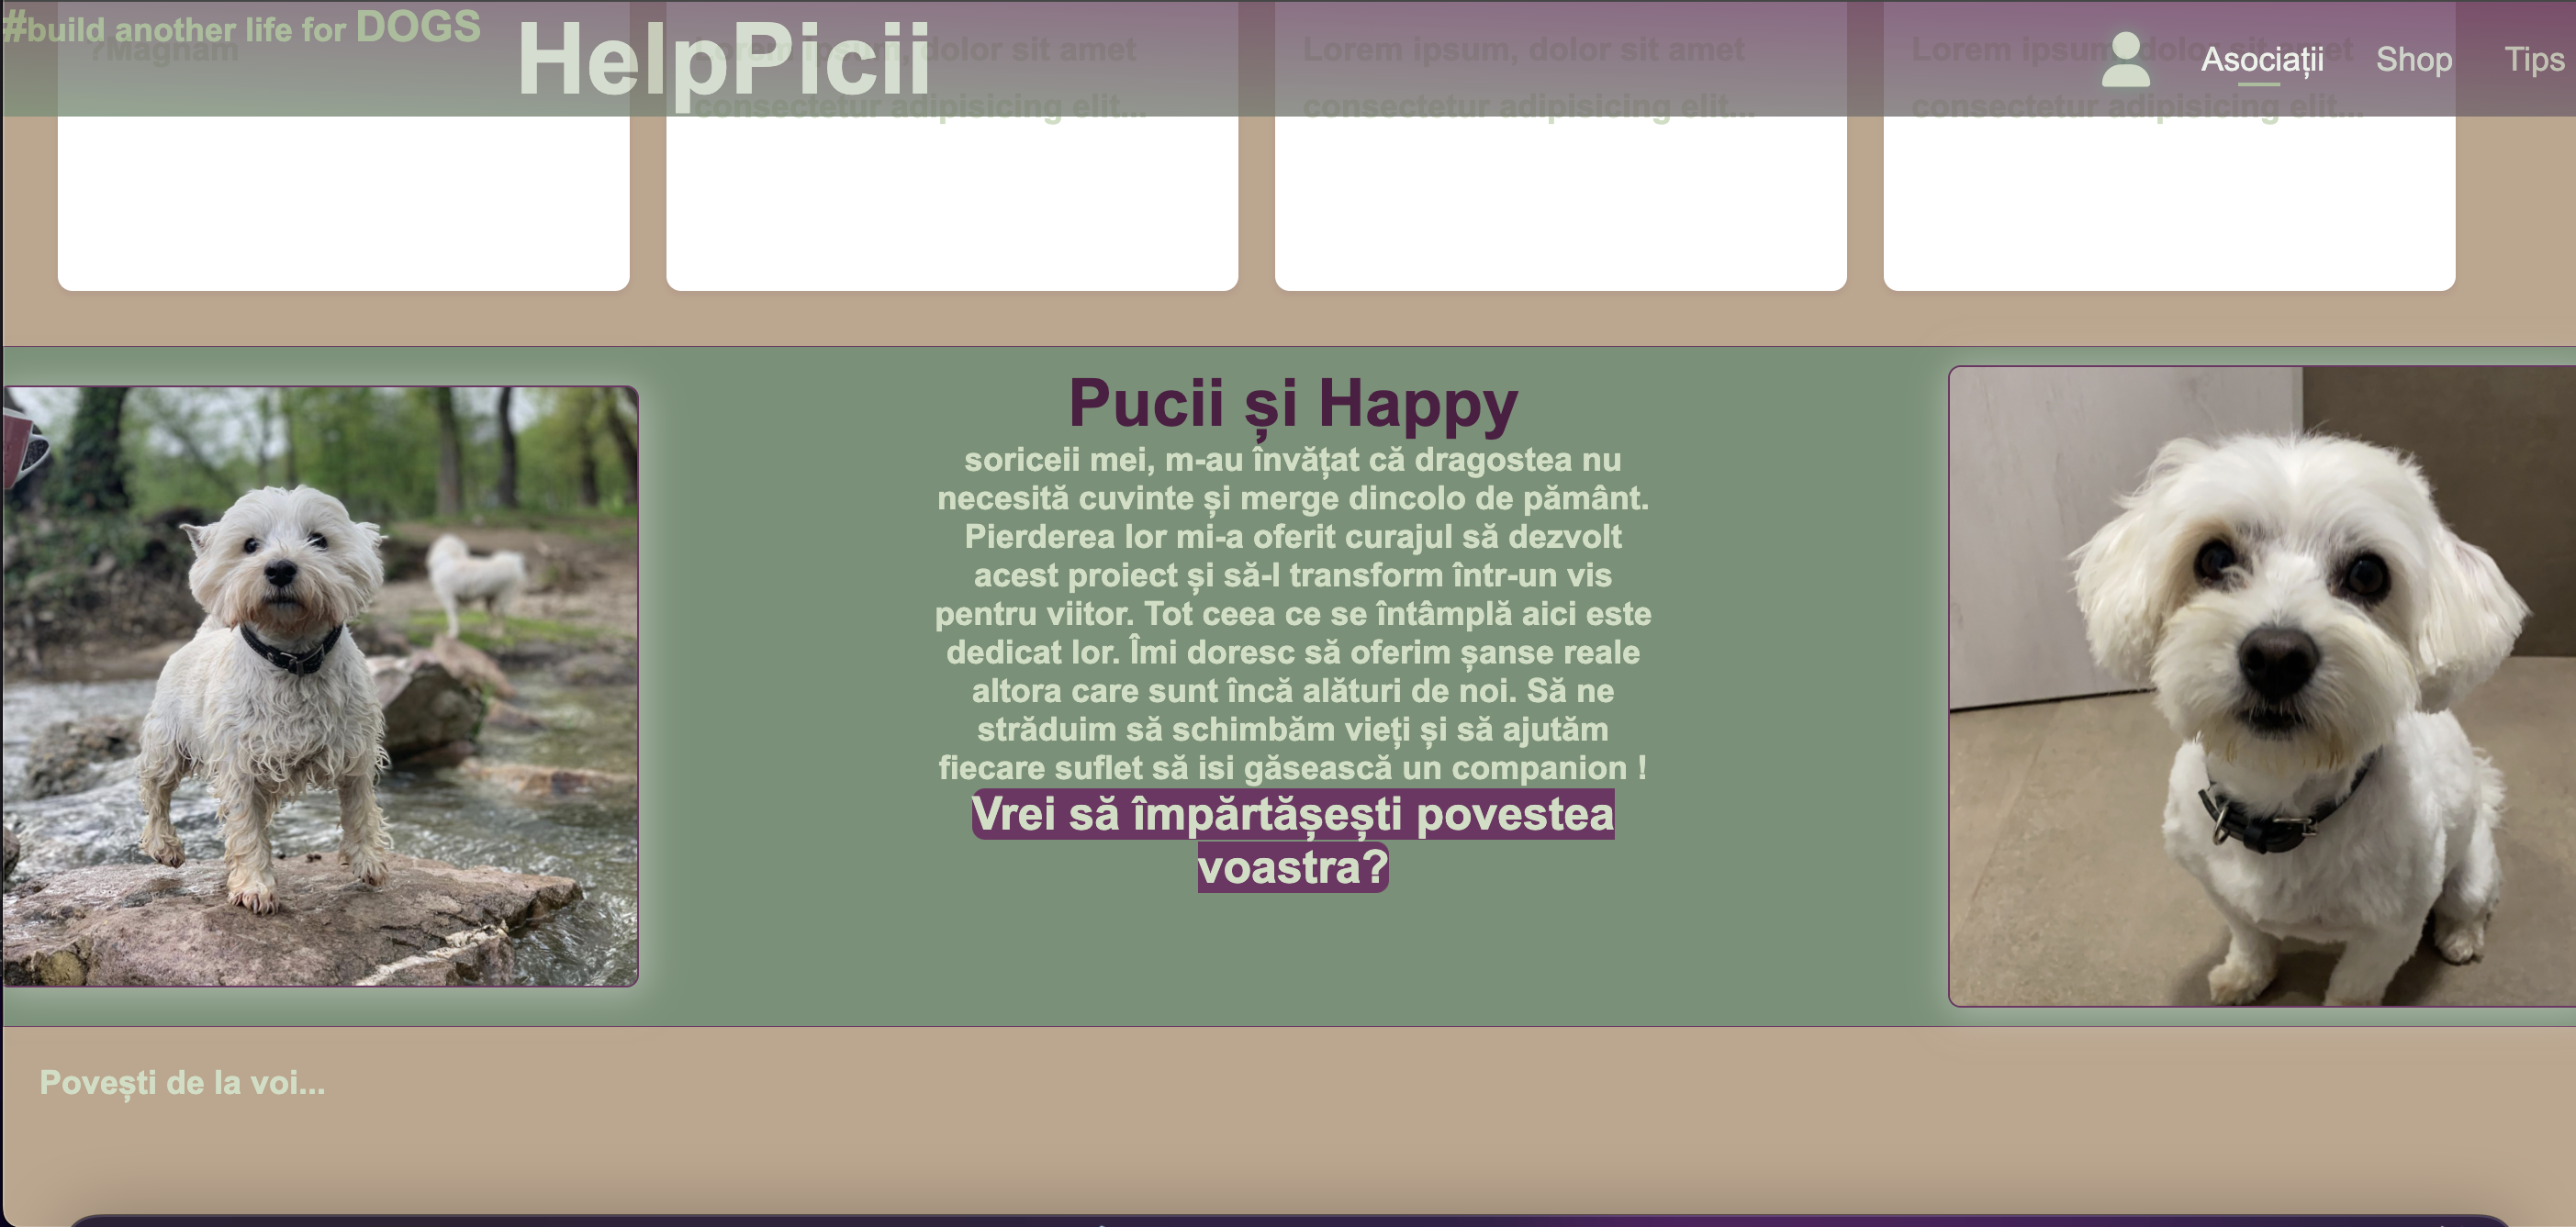 #build another life for DOGS
HelpPicii
Asociații
Shop
Tips
?Magnam
Lorem ipsum, dolor sit amet
consectetur adipisicing elit...
Lorem ipsum, dolor sit amet
consectetur adipisicing elit...
Lorem ipsum, dolor sit amet
consectetur adipisicing elit...
Pucii și Happy
soriceii mei, m-au învățat că dragostea nu
necesită cuvinte și merge dincolo de pământ.
Pierderea lor mi-a oferit curajul să dezvolt
acest proiect și să-l transform într-un vis
pentru viitor. Tot ceea ce se întâmplă aici este
dedicat lor. Îmi doresc să oferim șanse reale
altora care sunt încă alături de noi. Să ne
străduim să schimbăm vieți și să ajutăm
fiecare suflet să isi găsească un companion !
Vrei să împărtășești povestea
voastra?
Povești de la voi...